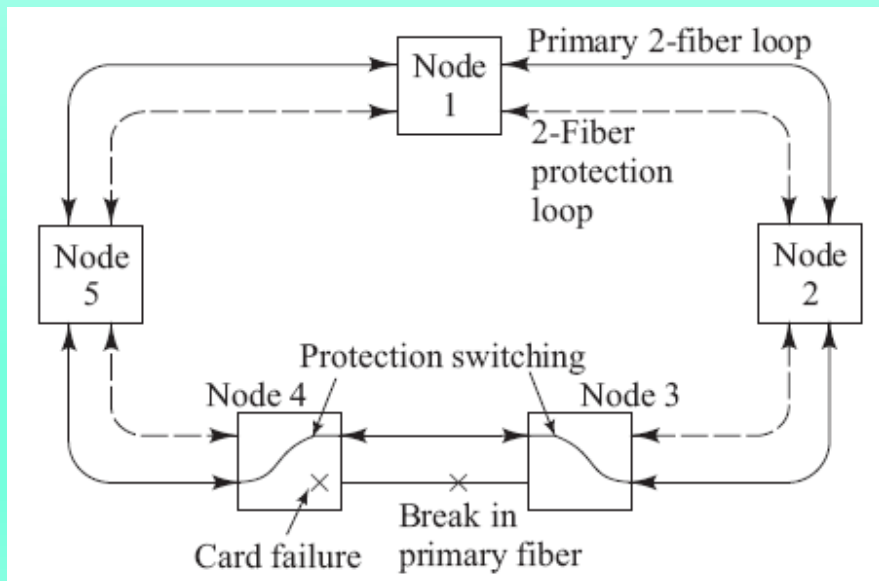 Primary 2-fiber loop
Node
1
2-Fiber
protection
loop
Node
5
Node
2
Protection switching
Node 4
Node 3
Card failure
Break in
primary fiber